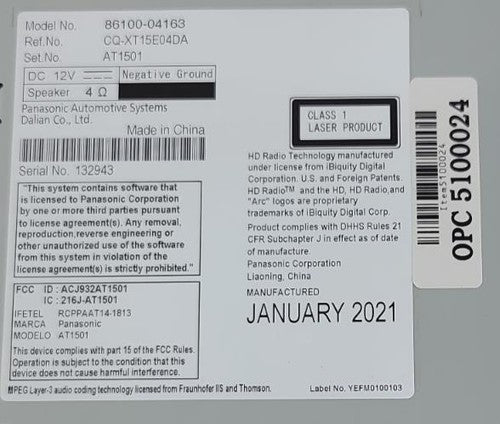 Model No. 86100-04163
Ref.No. CQ-XT15E04DA
Set.No. AT1501
DC 12V Negative Ground
Speaker 4 Ω
Panasonic Automotive Systems
Dalian Co., Ltd.
Made in China
Serial No. 132943
"This system contains software that
is licensed to Panasonic Corporation
by one or more third parties pursuant
to license agreement(s). Any removal,
reproduction,reverse engineering or
other unauthorized use of the software
from this system in violation of the
license agreement(s) is strictly prohibited."
FCC ID : ACJ932AT1501
IC : 216J-AT1501
IFETEL RCPPAAT14-1813
MARCA Panasonic
MODELO AT1501
This device complies with part 15 of the FCC Rules.
Operation is subject to the condition that this
device does not cause harmful interference.
MPEG Layer-3 audio coding technology licensed from Fraunhofer IIS and Thomson.
CLASS 1
LASER PRODUCT
HD Radio Technology manufactured
under license from iBiquity Digital
Corporation. U.S. and Foreign Patents.
HD Radio™ and the HD, HD Radio,and
"Arc" logos are proprietary
trademarks of iBiquity Digital Corp.
Product complies with DHHS Rules 21
CFR Subchapter J in effect as of date
of manufacture.
Panasonic Corporation
Liaoning, China
MANUFACTURED
JANUARY 2021
Label No. YEFM0100103
Item5100024
OPC 5100024